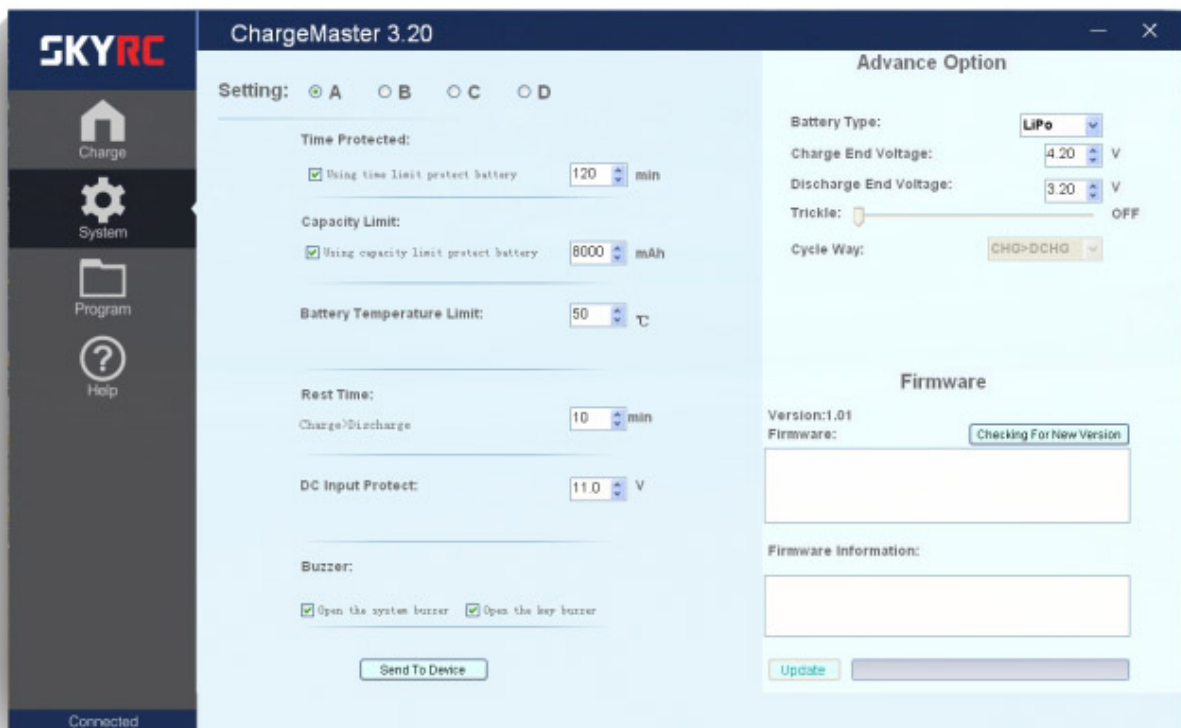 SKYRC
ChargeMaster 3.20
Charge
System
Program
Help
Connected
Setting: A B C D
Time Protected:
Using time limit protect battery 120 min
Capacity Limit:
Using capacity limit protect battery 8000 mAh
Battery Temperature Limit: 50 ℃
Rest Time:
Charge>Discharge 10 min
DC Input Protect: 11.0 V
Buzzer:
Open the system buzzer Open the key buzzer
Send To Device
Advance Option
Battery Type: LiPo
Charge End Voltage: 4.20 V
Discharge End Voltage: 3.20 V
Trickle: OFF
Cycle Way: CHG>DCHG
Firmware
Version:1.01
Firmware: Checking For New Version
Firmware Information:
Update